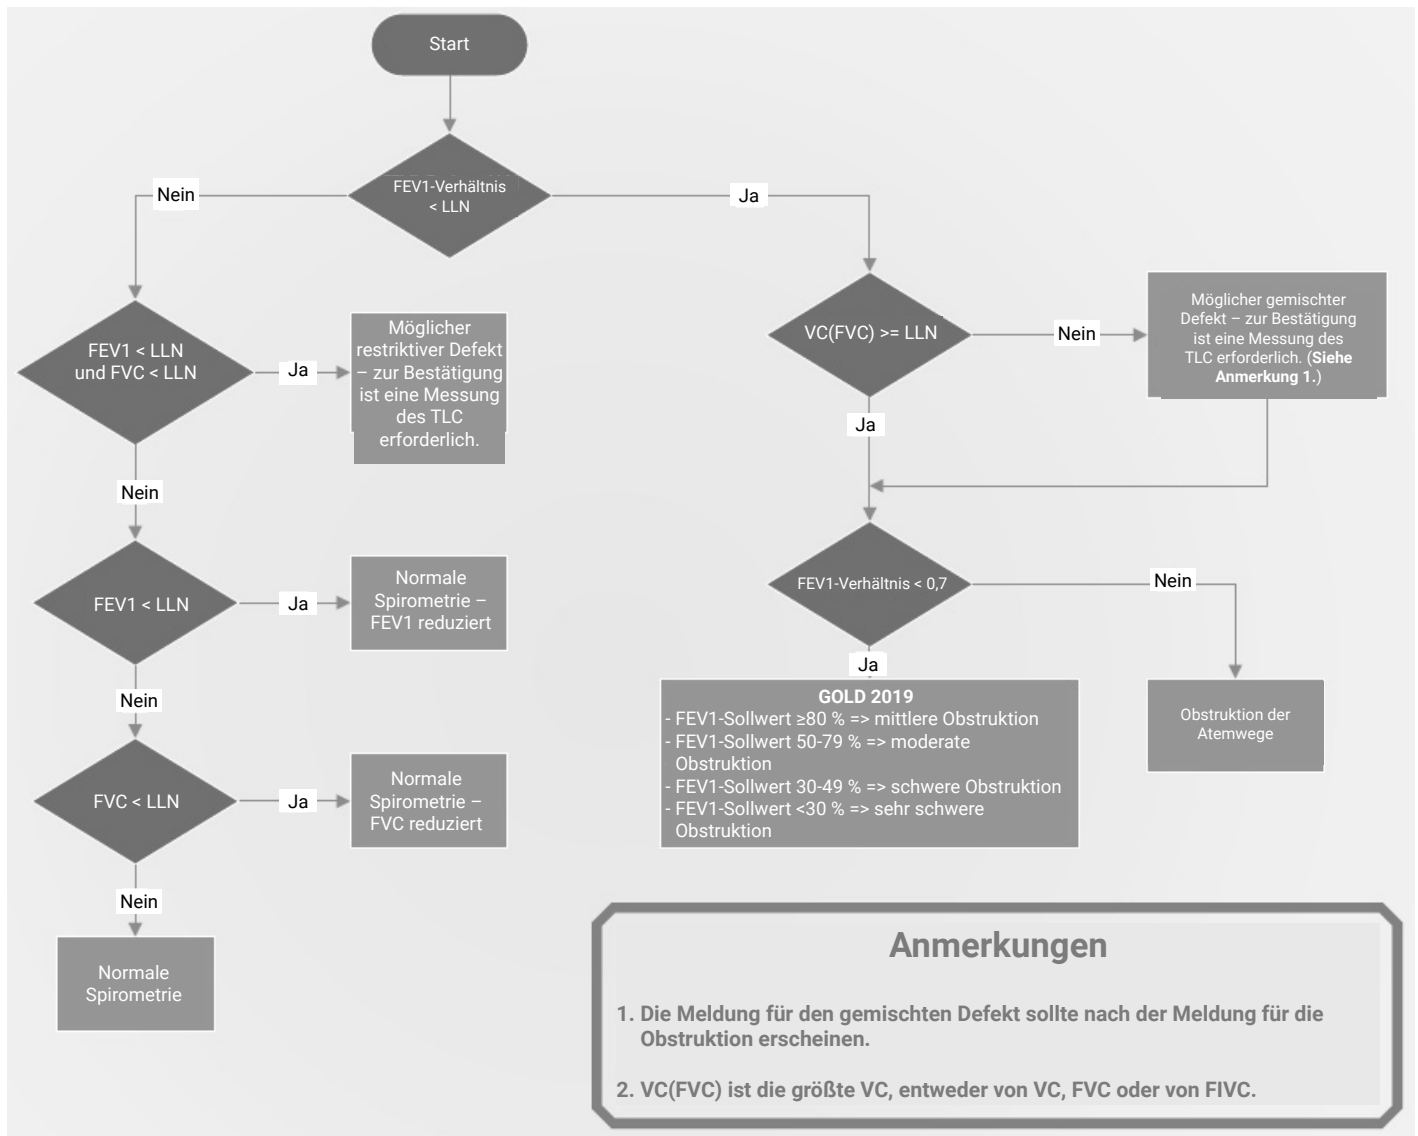 Start
FEV1-Verhältnis
< LLN
Nein
Ja
FEV1 < LLN
und FVC < LLN
Ja
Möglicher
restriktiver Defekt
– zur Bestätigung
ist eine Messung
des TLC
erforderlich.
Nein
FEV1 < LLN
Ja
Normale
Spirometrie –
FEV1 reduziert
Nein
FVC < LLN
Ja
Normale
Spirometrie –
FVC reduziert
Nein
Normale
Spirometrie
VC(FVC) >= LLN
Nein
Möglicher gemischter
Defekt – zur Bestätigung
ist eine Messung des
TLC erforderlich. (Siehe
Anmerkung 1.)
Ja
FEV1-Verhältnis < 0,7
Nein
Obstruktion der
Atemwege
Ja
GOLD 2019
- FEV1-Sollwert ≥80 % => mittlere Obstruktion
- FEV1-Sollwert 50-79 % => moderate
Obstruktion
- FEV1-Sollwert 30-49 % => schwere Obstruktion
- FEV1-Sollwert <30 % => sehr schwere
Obstruktion
Anmerkungen
1. Die Meldung für den gemischten Defekt sollte nach der Meldung für die
Obstruktion erscheinen.
2. VC(FVC) ist die größte VC, entweder von VC, FVC oder von FIVC.